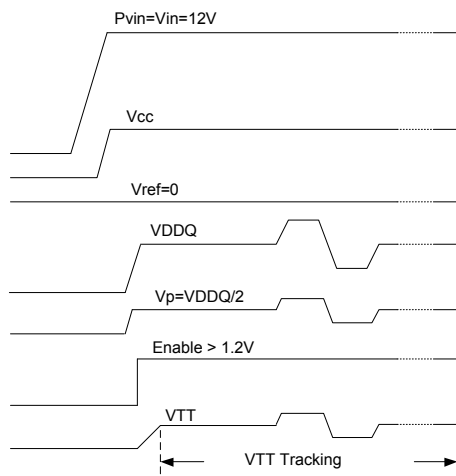 Pvin=Vin=12V
Vcc
Vref=0
VDDQ
Vp=VDDQ/2
Enable > 1.2V
VTT
VTT Tracking